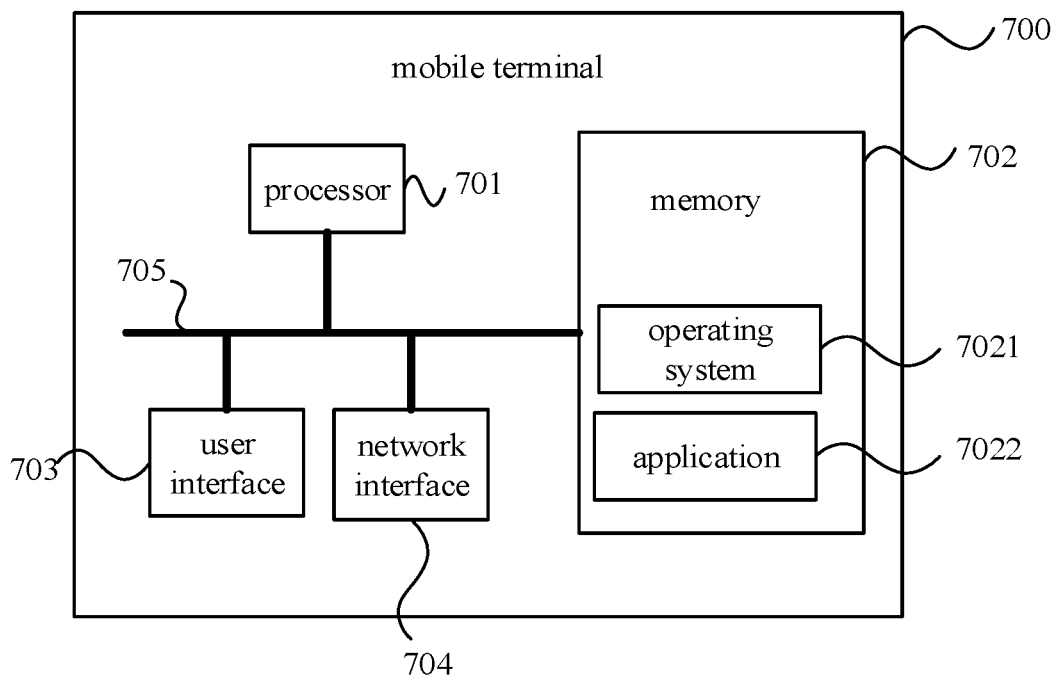 700
mobile terminal
702
processor
701
memory
705
operating
system
7021
user
interface
703
network
interface
application
7022
704